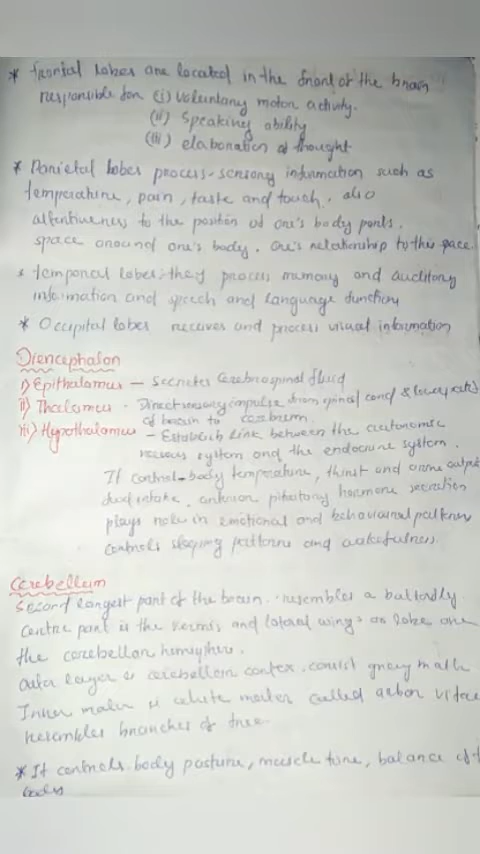 * frontal lobes are located in the front of the brain
responsible for (i) Voluntary motor activity.
(ii) Speaking ability
(iii) elaboration of thought
* Parietal lobes process sensory information such as
temperature, pain, taste and touch. also
attentiveness to the position of one's body parts.
space around one's body. one's relationship to this pace.
* temporal lobes: they process memory and auditory
information and speech and language function
* Occipital lobes receives and process visual information
Diencephalon
i) Epithalamus - Secretes Cerebrospinal fluid
ii) Thalamus - Direct sensory impulse from spinal cord &
of brain to cerebrum.
iii) Hypothalamus - Establish link between the autonomic
nervous system and the endocrine system.
It control body temperature, thirst and urine output
food intake, anterior pituitary hormone secretion
plays role in emotional and behavioural patterns
controls sleeping patterns and wakefulness.
Cerebellum
Second largest part of the brain. resembles a butterfly.
Centre part is the vermis and lateral wings or lobe are
the cerebellar hemisphere.
Outer layer is cerebellar cortex. consist gray matter
Inner is white matter called arbor vitae
resembles branches of tree.
* It controls body posture, muscle tone, balance of
body